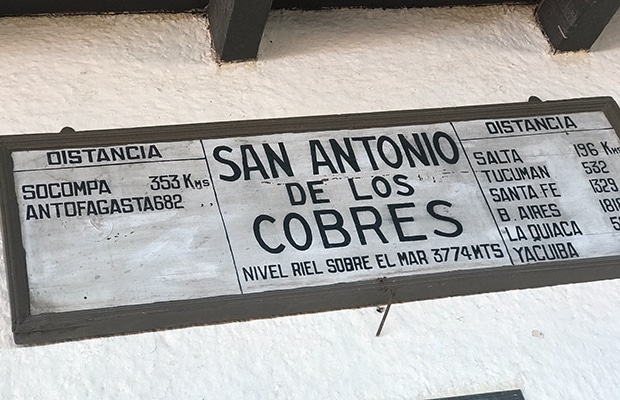 DISTANCIA
SOCOMPA 353 KMS
ANTOFAGASTA 682
SAN ANTONIO
DE LOS
COBRES
NIVEL RIEL SOBRE EL MAR 3774 MTS
DISTANCIA
SALTA 196 KMS
TUCUMAN 532
SANTA.FE 1329
B. AIRES
LA QUIACA
YACUIBA